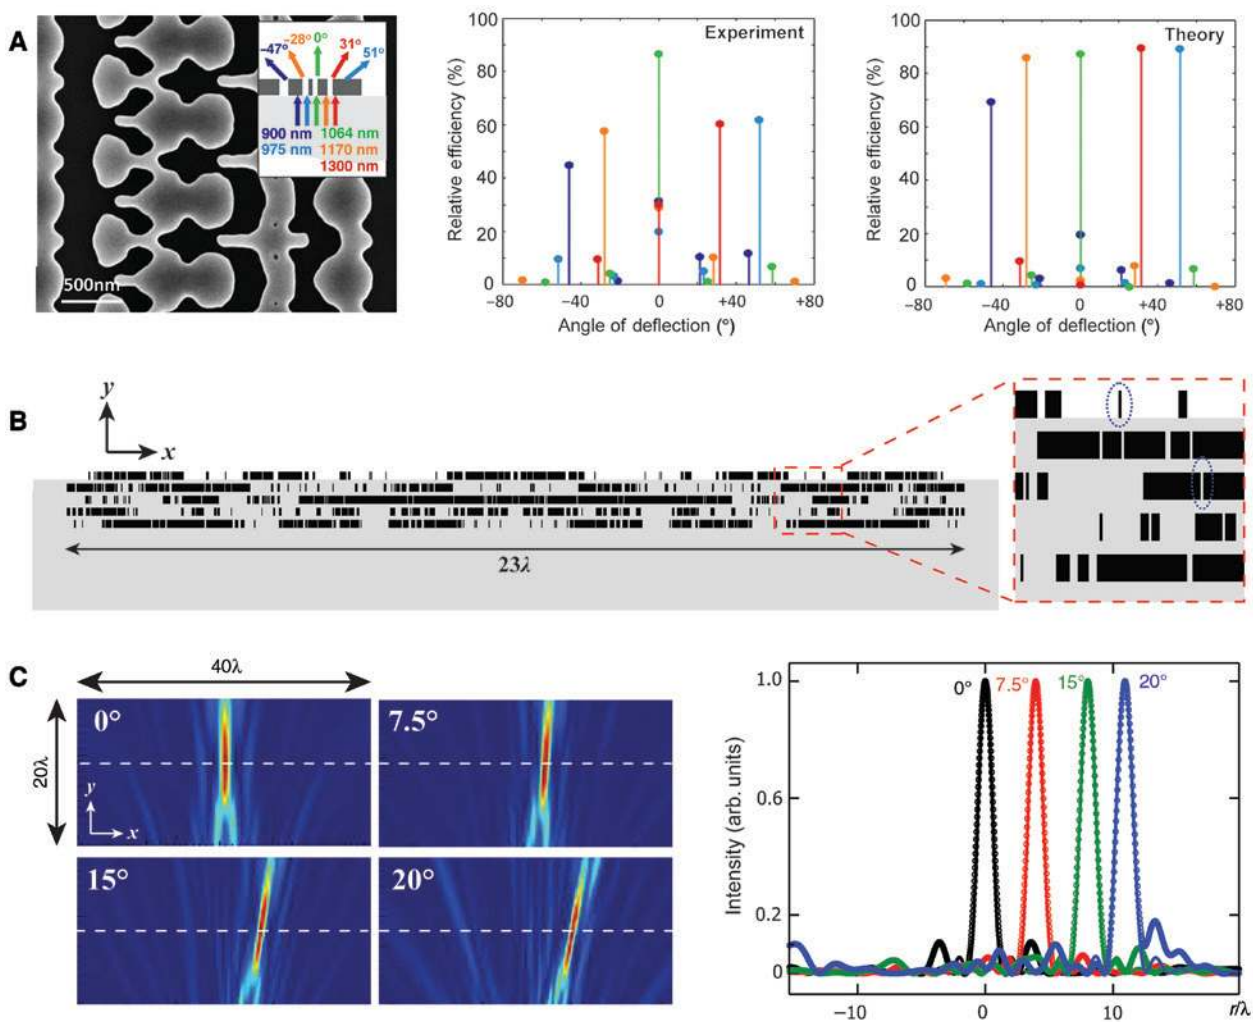 A
−47°
−28°
0°
31°
51°
900 nm
1064 nm
975 nm
1170 nm
1300 nm
500nm
Experiment
Relative efficiency (%)
100
80
60
40
20
0
−80
−40
0
+40
+80
Angle of deflection (°)
Theory
Relative efficiency (%)
100
80
60
40
20
0
−80
−40
0
+40
+80
Angle of deflection (°)
B
y
x
23λ
C
40λ
20λ
0°
y
x
7.5°
15°
20°
Intensity (arb. units)
1.0
0.6
0.2
0
0°
7.5°
15°
20°
−10
0
10
r/λ